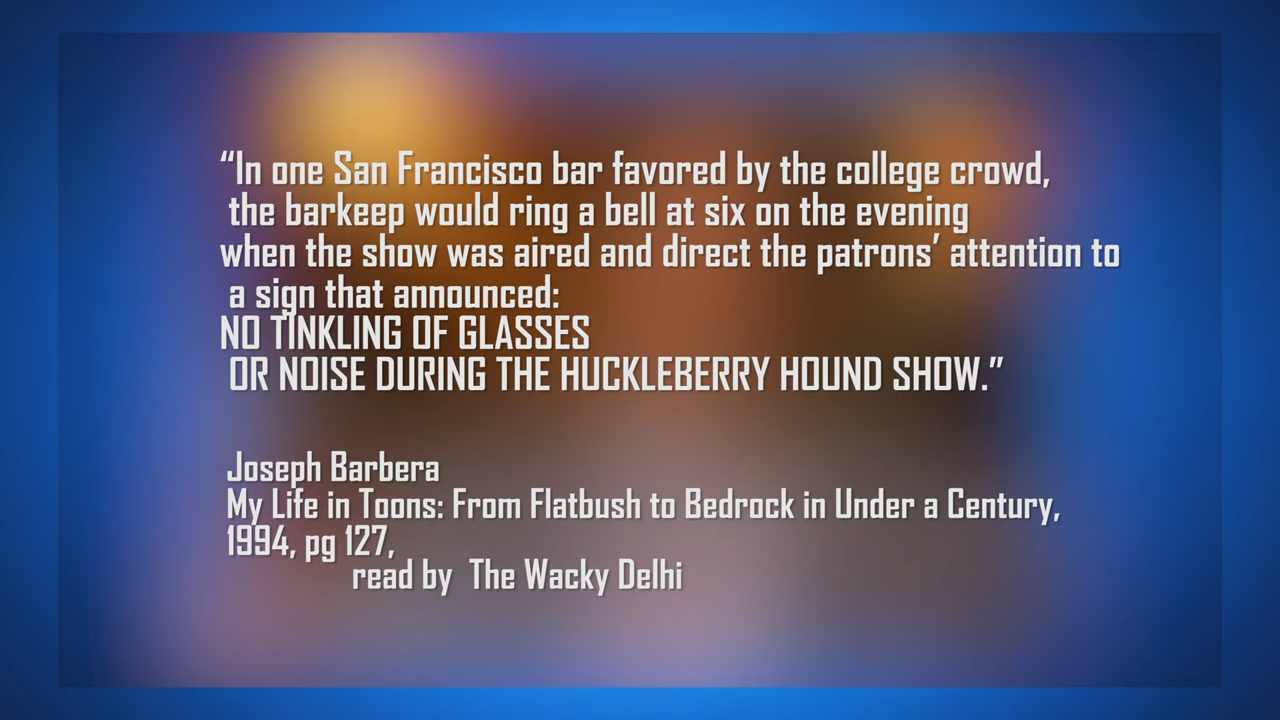 “In one San Francisco bar favored by the college crowd,
the barkeep would ring a bell at six on the evening
when the show was aired and direct the patrons’ attention to
a sign that announced:
NO TINKLING OF GLASSES
OR NOISE DURING THE HUCKLEBERRY HOUND SHOW.”
Joseph Barbera
My Life in Toons: From Flatbush to Bedrock in Under a Century,
1994, pg 127,
read by The Wacky Delhi